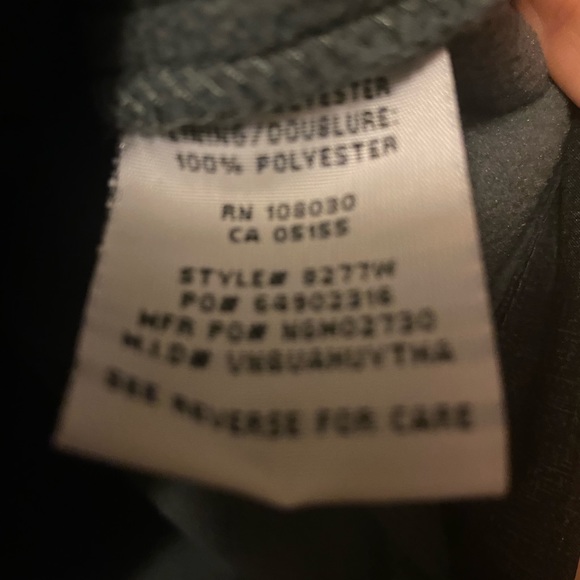 POLYESTER
LINING/DOUBLURE:
100% POLYESTER
RN 108030
CA 05155
STYLE# 8277W
PO# 64902316
MFR PO# NGH02730
M.I.D#
SEE REVERSE FOR CARE